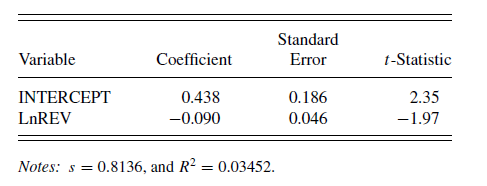 Standard
Variable Coefficient Error t-Statistic
INTERCEPT 0.438 0.186 2.35
LnREV −0.090 0.046 −1.97
Notes: s = 0.8136, and R² = 0.03452.